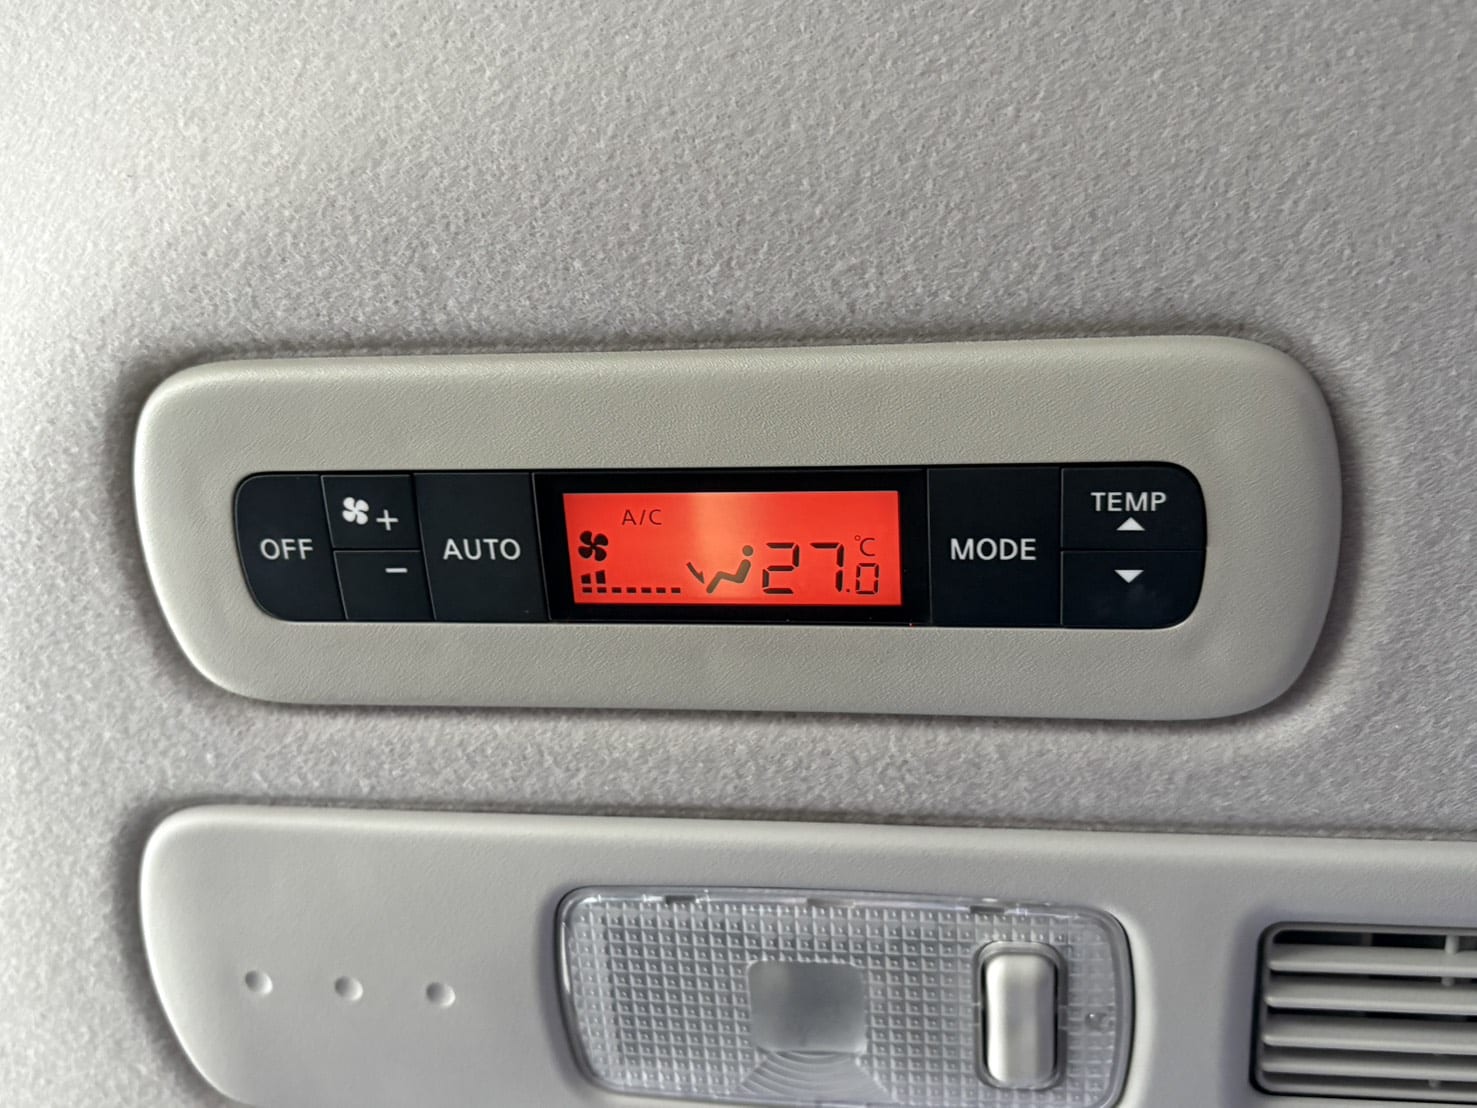 OFF
+
−
AUTO
A/C
27.0
°C
MODE
TEMP